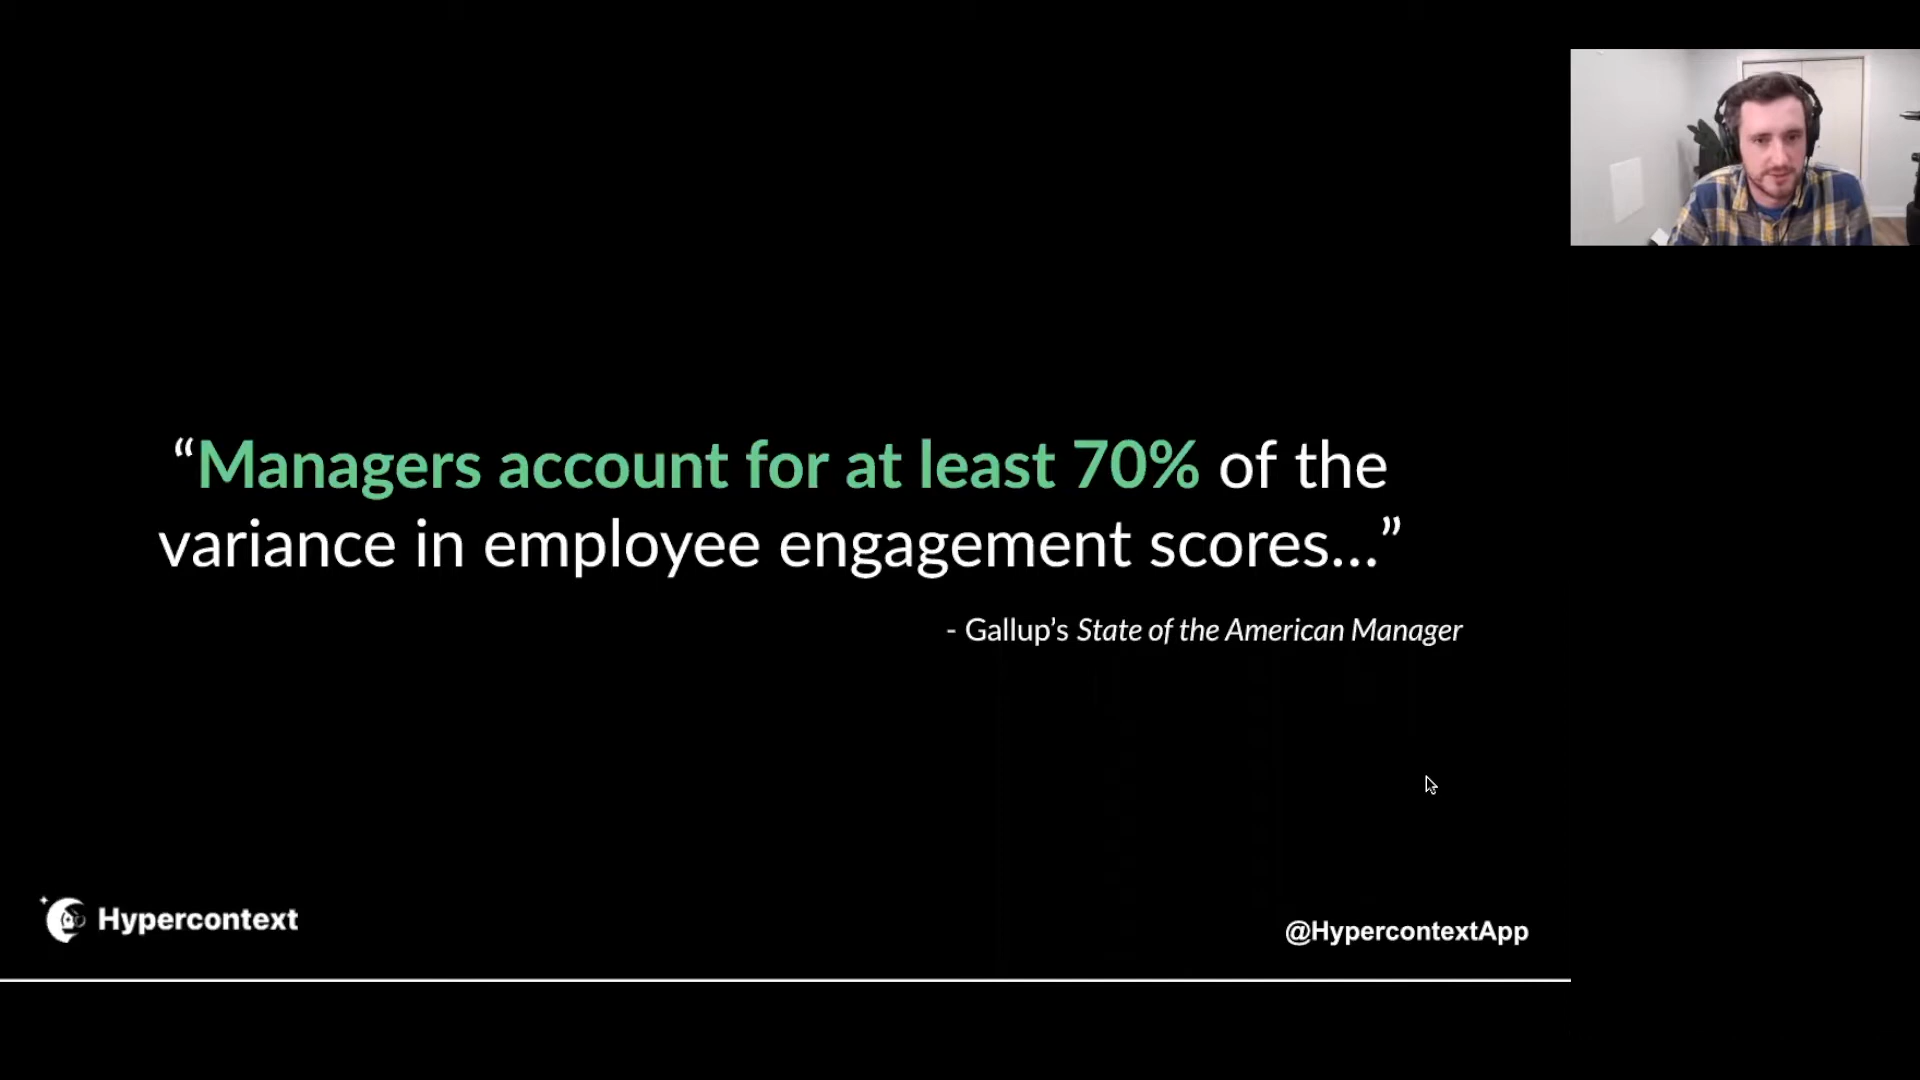 “Managers account for at least 70% of the
variance in employee engagement scores...”
- Gallup’s State of the American Manager
Hypercontext
@HypercontextApp